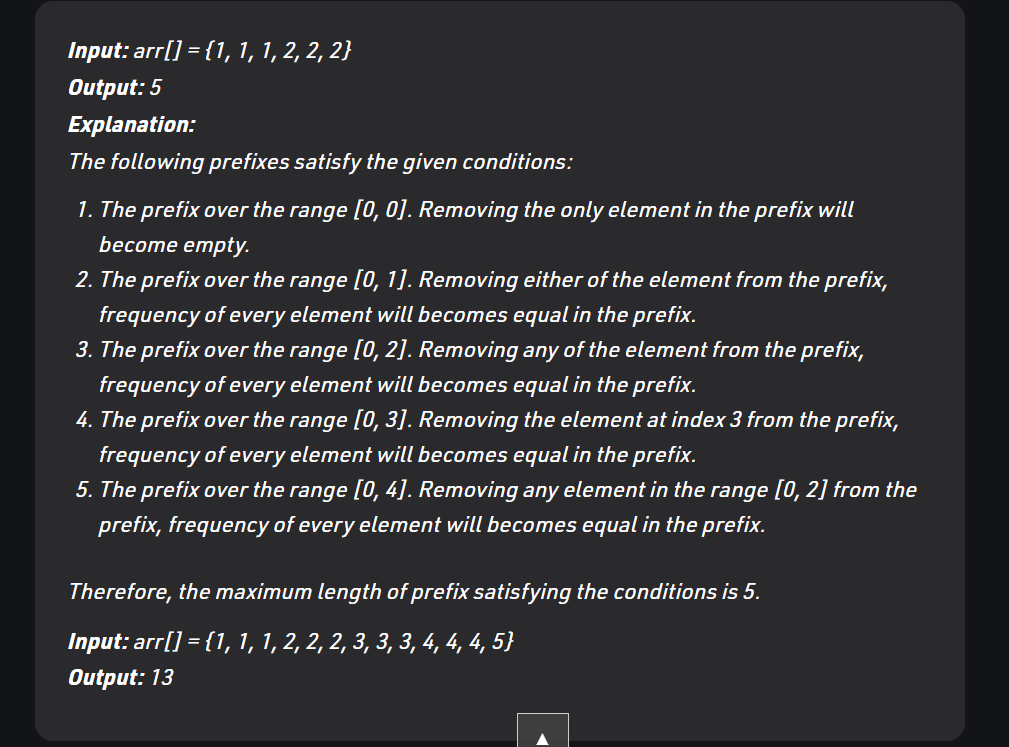 Input: arr[] = {1, 1, 1, 2, 2, 2}
Output: 5
Explanation:
The following prefixes satisfy the given conditions:
1. The prefix over the range [0, 0]. Removing the only element in the prefix will
become empty.
2. The prefix over the range [0, 1]. Removing either of the element from the prefix,
frequency of every element will becomes equal in the prefix.
3. The prefix over the range [0, 2]. Removing any of the element from the prefix,
frequency of every element will becomes equal in the prefix.
4. The prefix over the range [0, 3]. Removing the element at index 3 from the prefix,
frequency of every element will becomes equal in the prefix.
5. The prefix over the range [0, 4]. Removing any element in the range [0, 2] from the
prefix, frequency of every element will becomes equal in the prefix.
Therefore, the maximum length of prefix satisfying the conditions is 5.
Input: arr[] = {1, 1, 1, 2, 2, 2, 3, 3, 3, 4, 4, 4, 5}
Output: 13